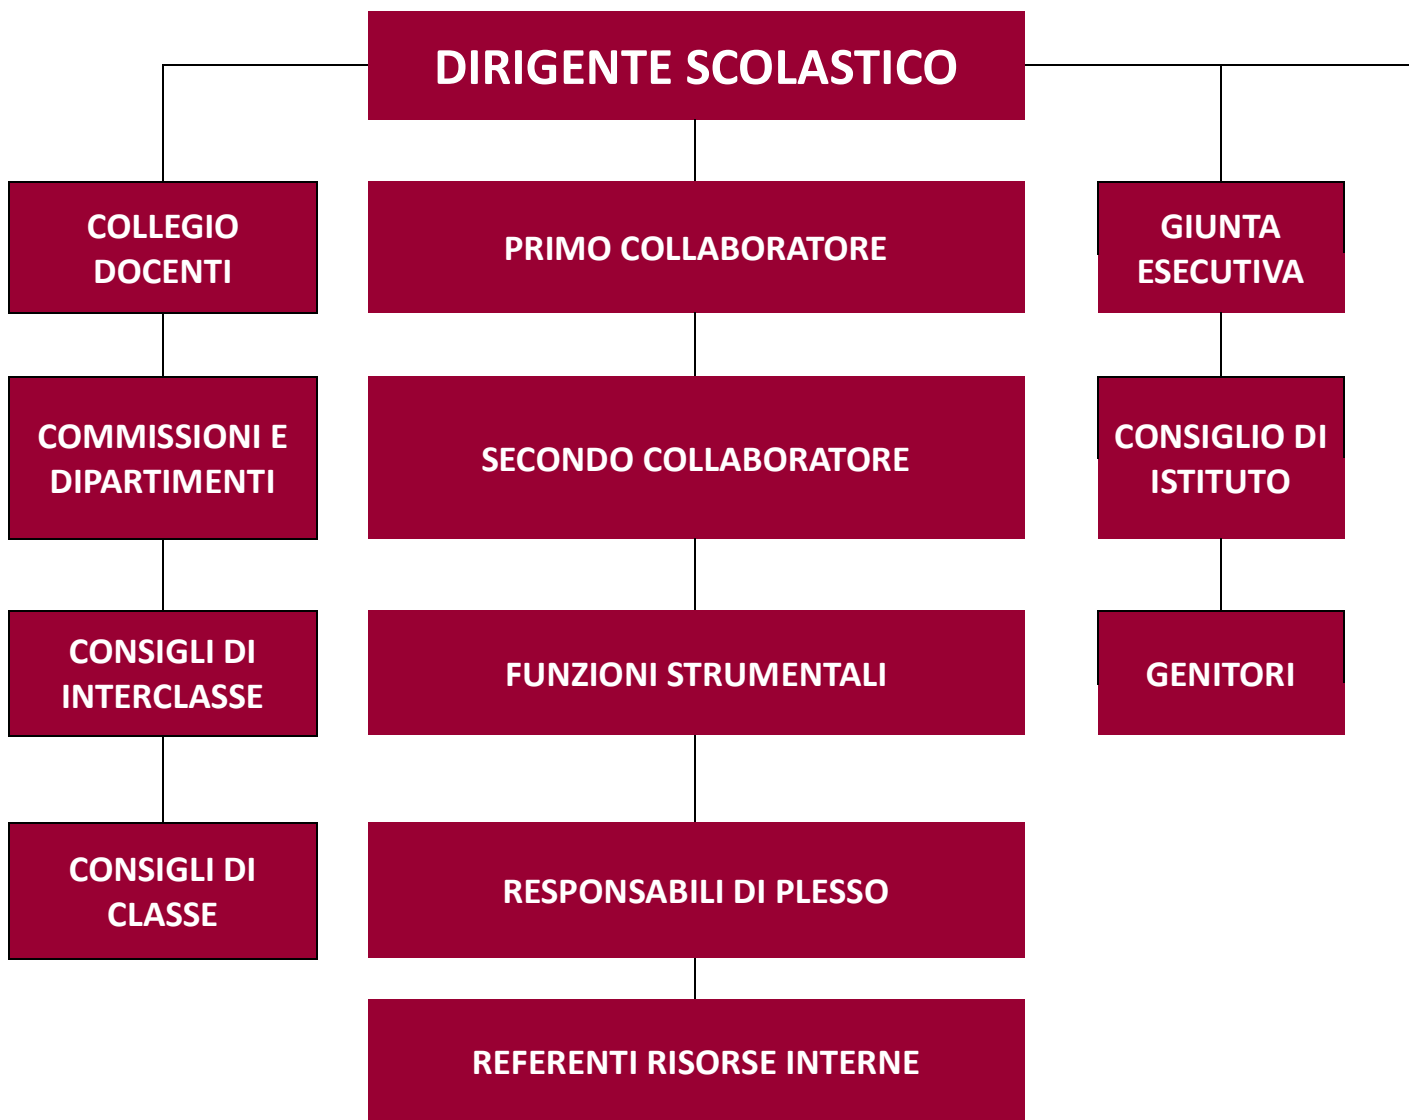 DIRIGENTE SCOLASTICO
COLLEGIO
DOCENTI
PRIMO COLLABORATORE
GIUNTA
ESECUTIVA
COMMISSIONI E
DIPARTIMENTI
SECONDO COLLABORATORE
CONSIGLIO DI
ISTITUTO
CONSIGLI DI
INTERCLASSE
FUNZIONI STRUMENTALI
GENITORI
CONSIGLI DI
CLASSE
RESPONSABILI DI PLESSO
REFERENTI RISORSE INTERNE